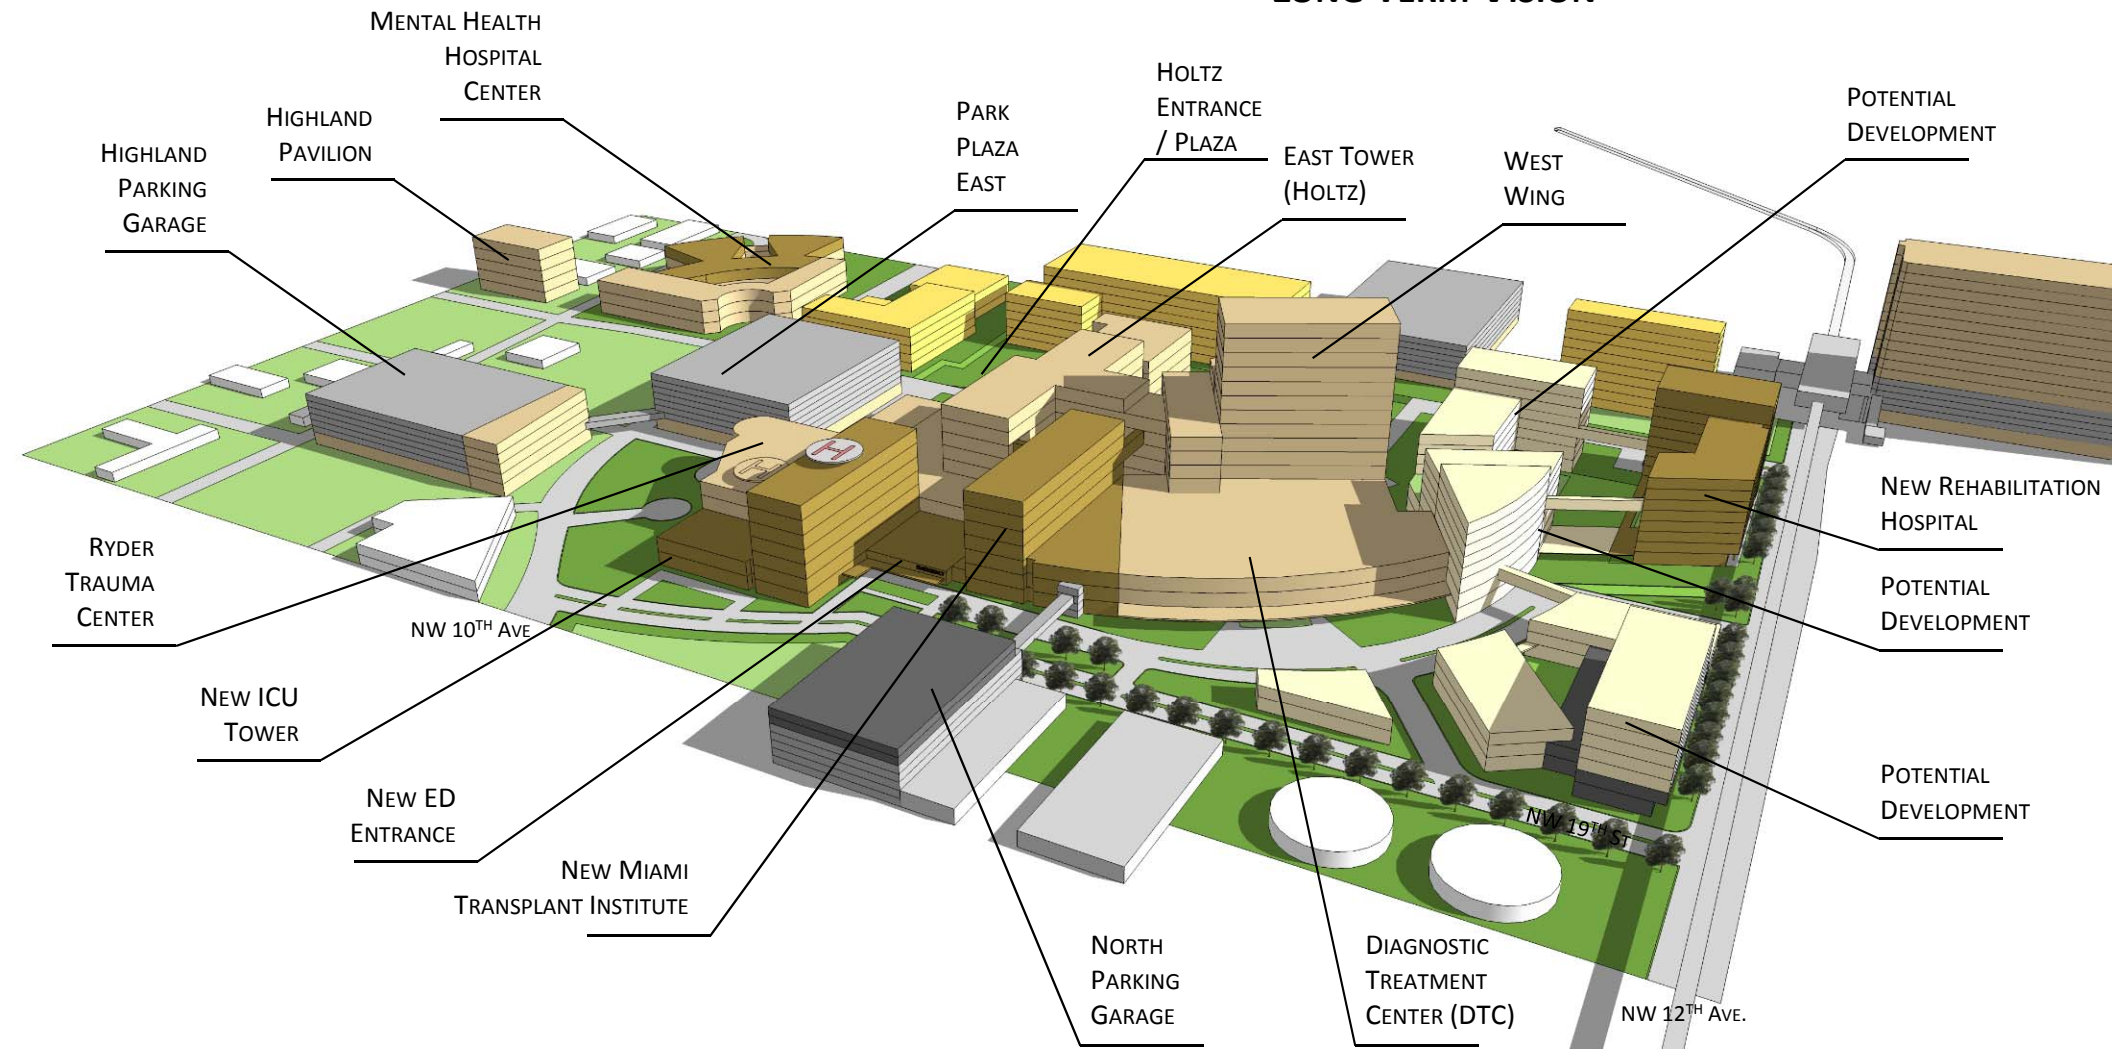 LONG TERM VISION
MENTAL HEALTH
HOSPITAL
CENTER
HIGHLAND
PAVILION
HIGHLAND
PARKING
GARAGE
PARK
PLAZA
EAST
HOLTZ
ENTRANCE
/ PLAZA
EAST TOWER
(HOLTZ)
WEST
WING
POTENTIAL
DEVELOPMENT
NEW REHABILITATION
HOSPITAL
POTENTIAL
DEVELOPMENT
POTENTIAL
DEVELOPMENT
RYDER
TRAUMA
CENTER
NW 10TH AVE
NEW ICU
TOWER
NEW ED
ENTRANCE
NEW MIAMI
TRANSPLANT INSTITUTE
NORTH
PARKING
GARAGE
DIAGNOSTIC
TREATMENT
CENTER (DTC)
NW 19TH ST
NW 12TH AVE.
H
H